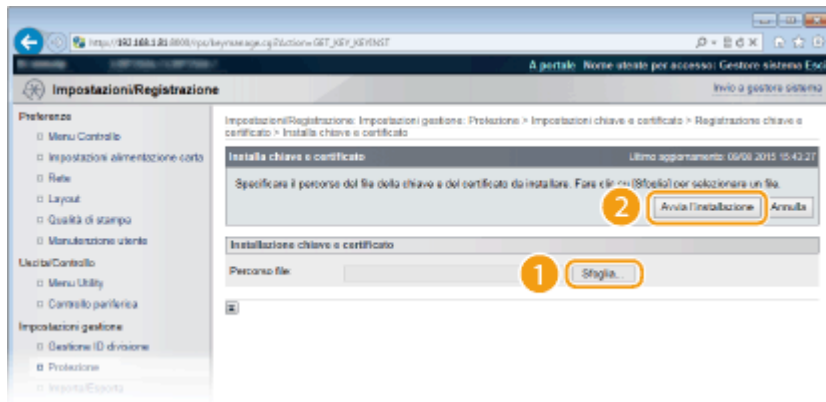 A portale Nome utente per accesso: Gestore sistema Esci
Impostazioni/Registrazione
Invio a gestore sistema
Preferenze
Menu Controllo
Impostazioni alimentazione carta
Rete
Layout
Qualità di stampa
Manutenzione utente
Uscita/Controllo
Menu Utility
Controllo periferica
Impostazioni gestione
Gestione ID divisione
Protezione
Importa/Esporta
Impostazioni/Registrazione: Impostazioni gestione: Protezione > Impostazioni chiave e certificato > Registrazione chiave e
certificato > Installa chiave e certificato
Installa chiave e certificato
Ultimo aggiornamento: 2015 15:43:27
Specificare il percorso del file della chiave e del certificato da installare. Fare clic su [Sfoglia] per selezionare un file.
2
Avvia l'installazione
Annulla
Installazione chiave e certificato
Percorso file:
1
Sfoglia...